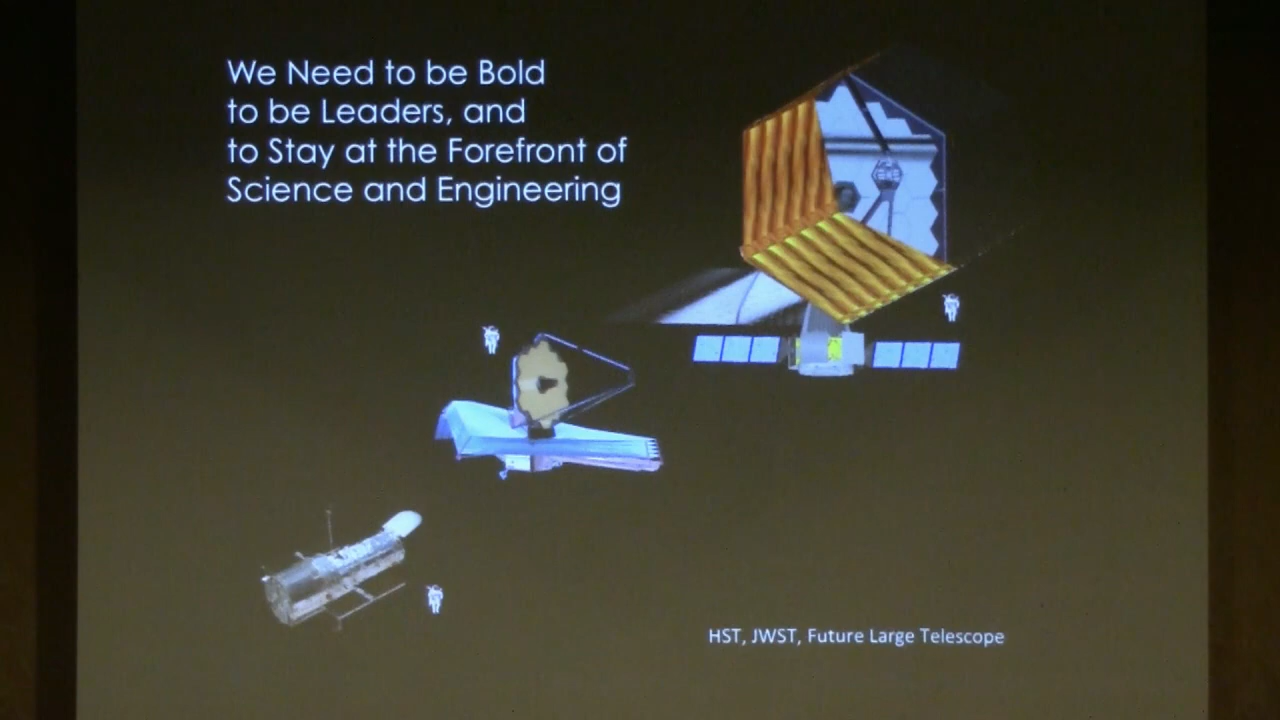 We Need to be Bold
to be Leaders, and
to Stay at the Forefront of
Science and Engineering
HST, JWST, Future Large Telescope